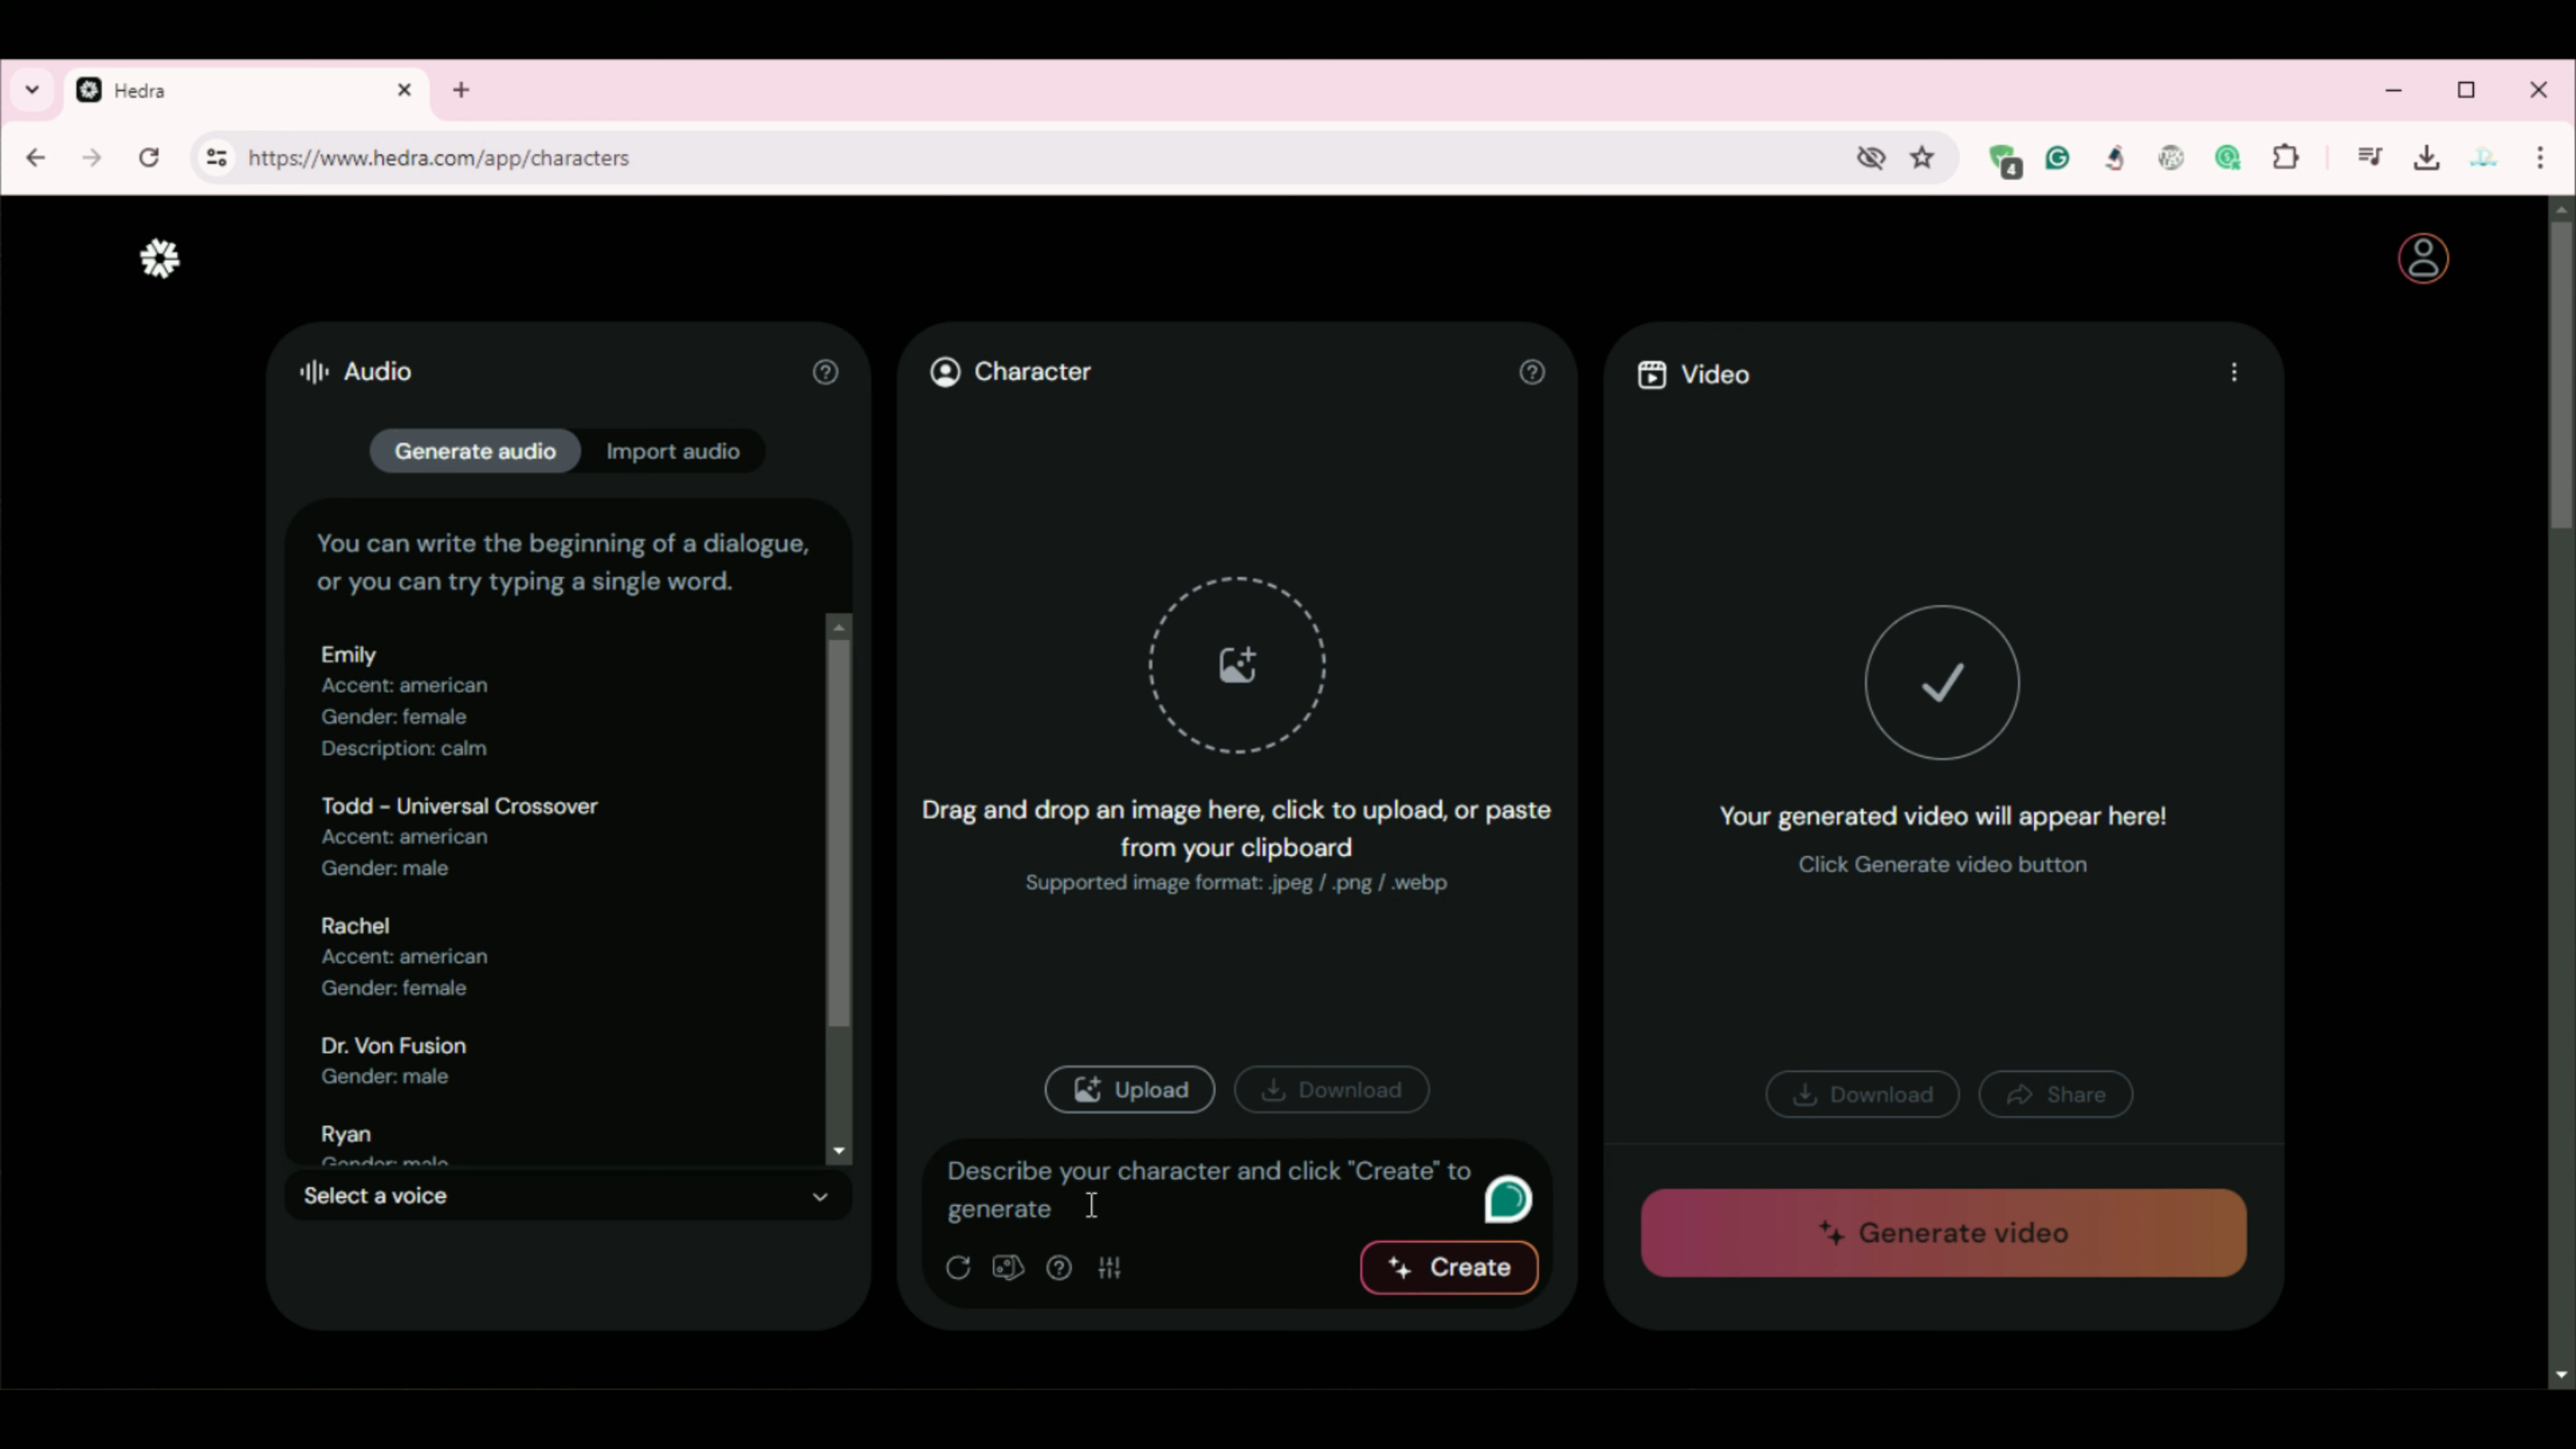 Hedra
https://www.hedra.com/app/characters
4
Audio
Generate audio
Import audio
You can write the beginning of a dialogue,
or you can try typing a single word.
Emily
Accent: american
Gender: female
Description: calm
Todd - Universal Crossover
Accent: american
Gender: male
Rachel
Accent: american
Gender: female
Dr. Von Fusion
Gender: male
Ryan
Gender: male
Select a voice
Character
Drag and drop an image here, click to upload, or paste
from your clipboard
Supported image format: .jpeg / .png / .webp
Upload
Download
Describe your character and click "Create" to
generate
Create
Video
Your generated video will appear here!
Click Generate video button
Download
Share
Generate video